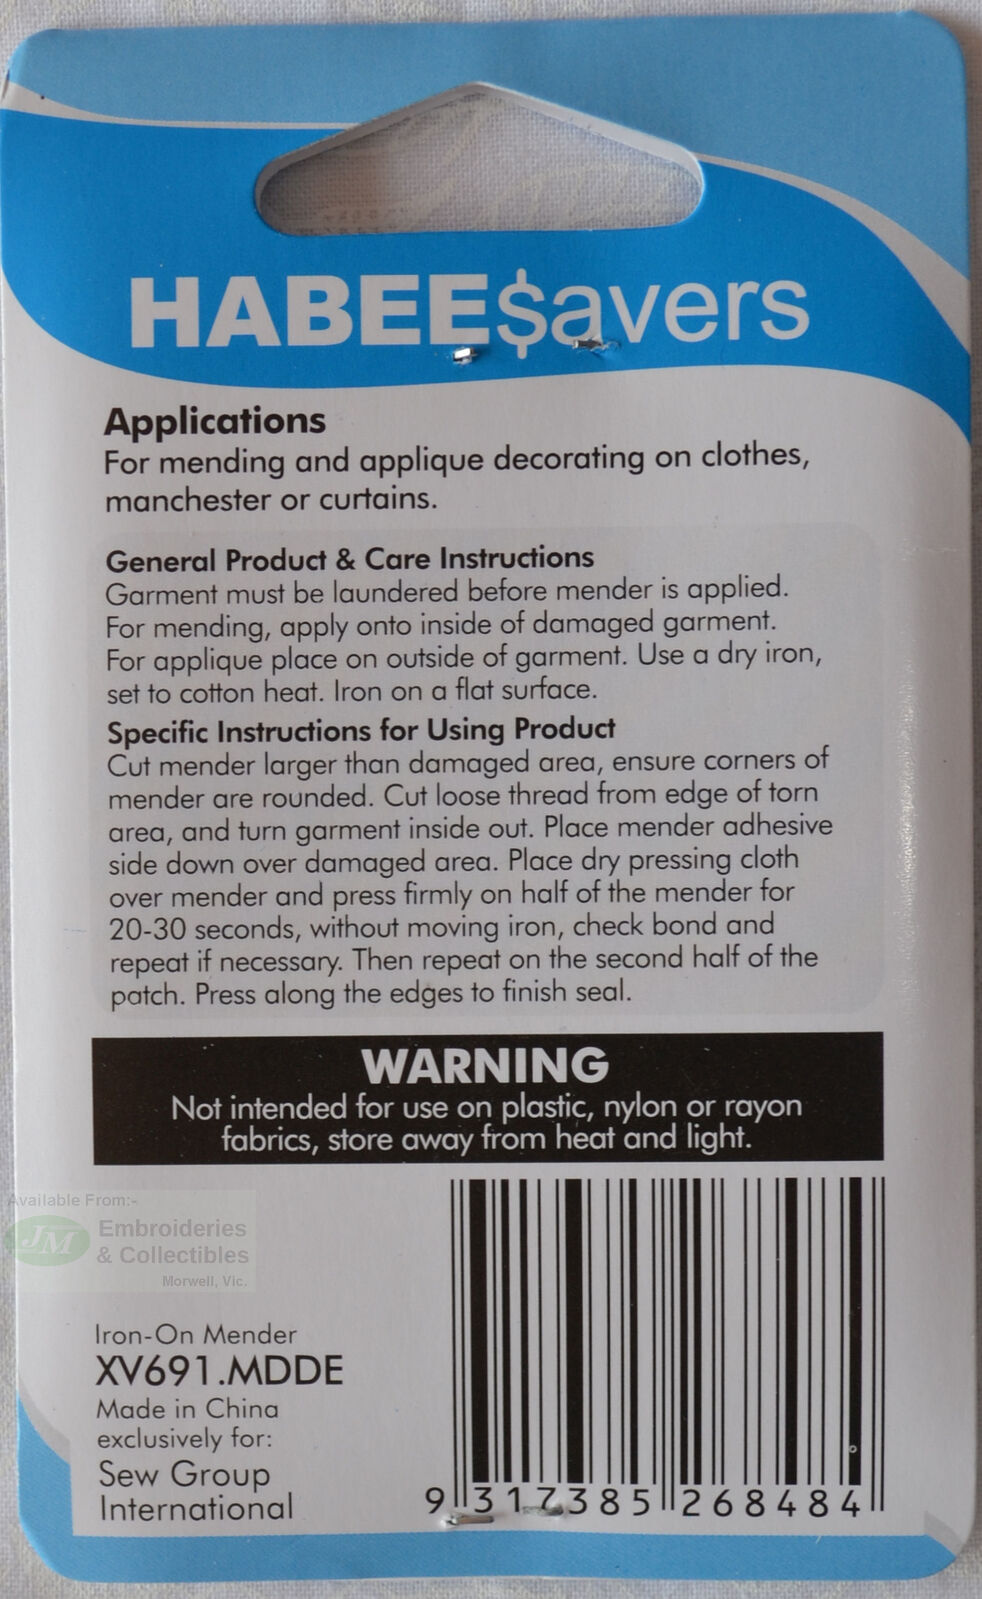 HABEE$avers
Applications
For mending and applique decorating on clothes,
manchester or curtains.
General Product & Care Instructions
Garment must be laundered before mender is applied.
For mending, apply onto inside of damaged garment.
For applique place on outside of garment. Use a dry iron,
set to cotton heat. Iron on a flat surface.
Specific Instructions for Using Product
Cut mender larger than damaged area, ensure corners of
mender are rounded. Cut loose thread from edge of torn
area, and turn garment inside out. Place mender adhesive
side down over damaged area. Place dry pressing cloth
over mender and press firmly on half of the mender for
20-30 seconds, without moving iron, check bond and
repeat if necessary. Then repeat on the second half of the
patch. Press along the edges to finish seal.
WARNING
Not intended for use on plastic, nylon or rayon
fabrics, store away from heat and light.
Available From:-
JM
Embroideries
& Collectibles
Morwell, Vic.
Iron-On Mender
XV691.MDDE
Made in China
exclusively for:
Sew Group
International
9 317385 268484